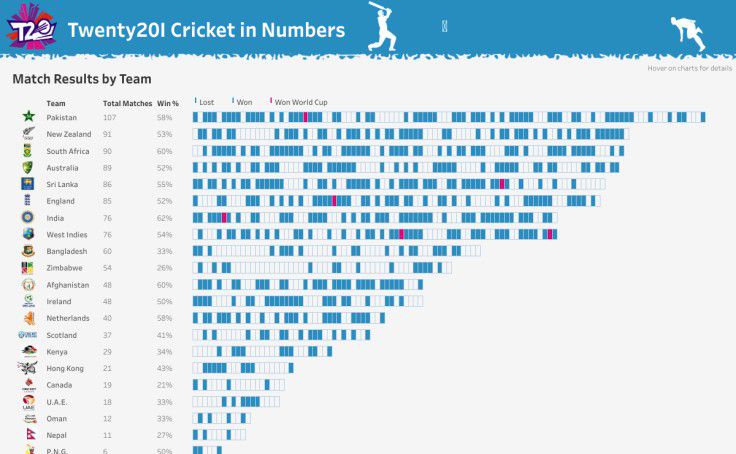 T20
Twenty20I Cricket in Numbers
Hover on charts for details
Match Results by Team
Team Total Matches Win % Lost Won Won World Cup
Pakistan 107 58%
New Zealand 91 53%
South Africa 90 60%
Australia 89 52%
Sri Lanka 86 55%
England 85 52%
India 76 62%
West Indies 76 54%
Bangladesh 60 33%
Zimbabwe 54 26%
Afghanistan 48 60%
Ireland 48 50%
Netherlands 40 58%
Scotland 37 41%
Kenya 29 34%
Hong Kong 21 43%
Canada 19 21%
U.A.E. 18 33%
Oman 12 33%
Nepal 11 27%
P.N.G. 6 50%